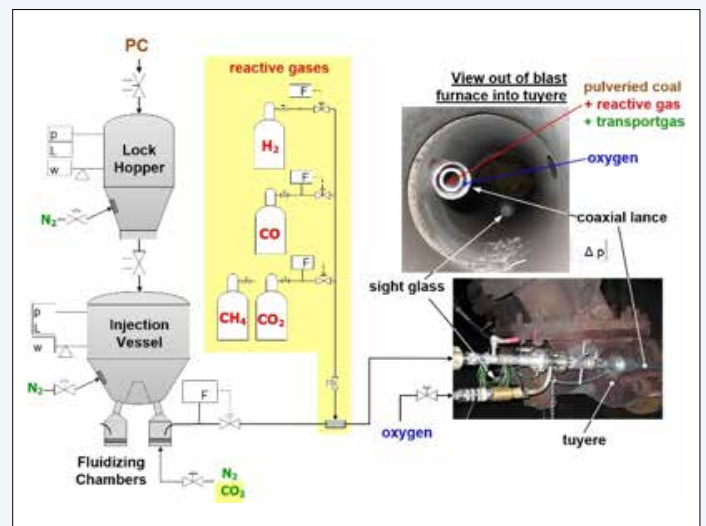 PC
reactive gases
View out of blast
furnace into tuyere
pulveried coal
+ reactive gas
+ transportgas
oxygen
coaxial lance
Δ p
sight glass
F
H₂
F
CO
F
CH₄
CO₂
p
L
w
Lock
Hopper
N₂
p
L
w
Injection
Vessel
N₂
F
Fluidizing
Chambers
N₂
CO₂
oxygen
tuyere